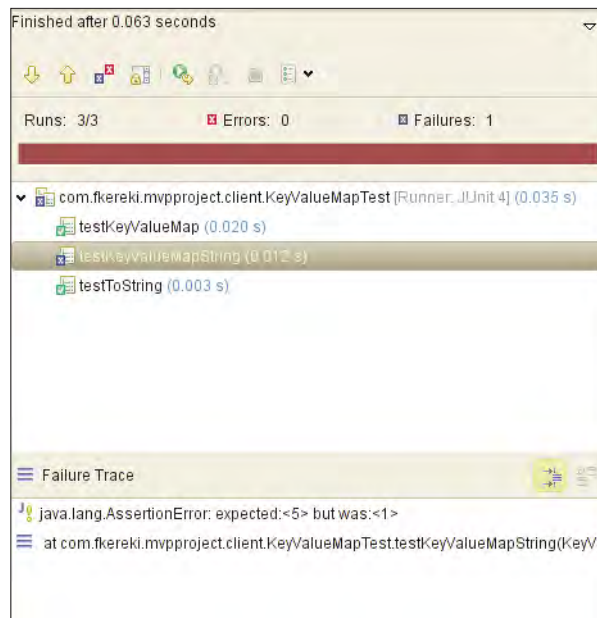 Finished after 0.063 seconds
Runs: 3/3 Errors: 0 Failures: 1
com.fkereki.mvpproject.client.KeyValueMapTest [Runner: JUnit 4] (0.035 s)
testKeyValueMap (0.020 s)
testKeyValueMapString (0.012 s)
testToString (0.003 s)
Failure Trace
java.lang.AssertionError: expected:<5> but was:<1>
at com.fkereki.mvpproject.client.KeyValueMapTest.testKeyValueMapString(KeyV